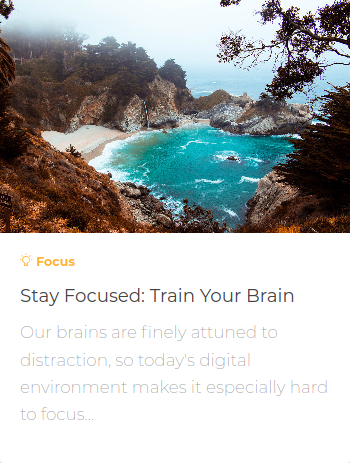 Focus
Stay Focused: Train Your Brain
Our brains are finely attuned to
distraction, so today's digital
environment makes it especially hard
to focus...